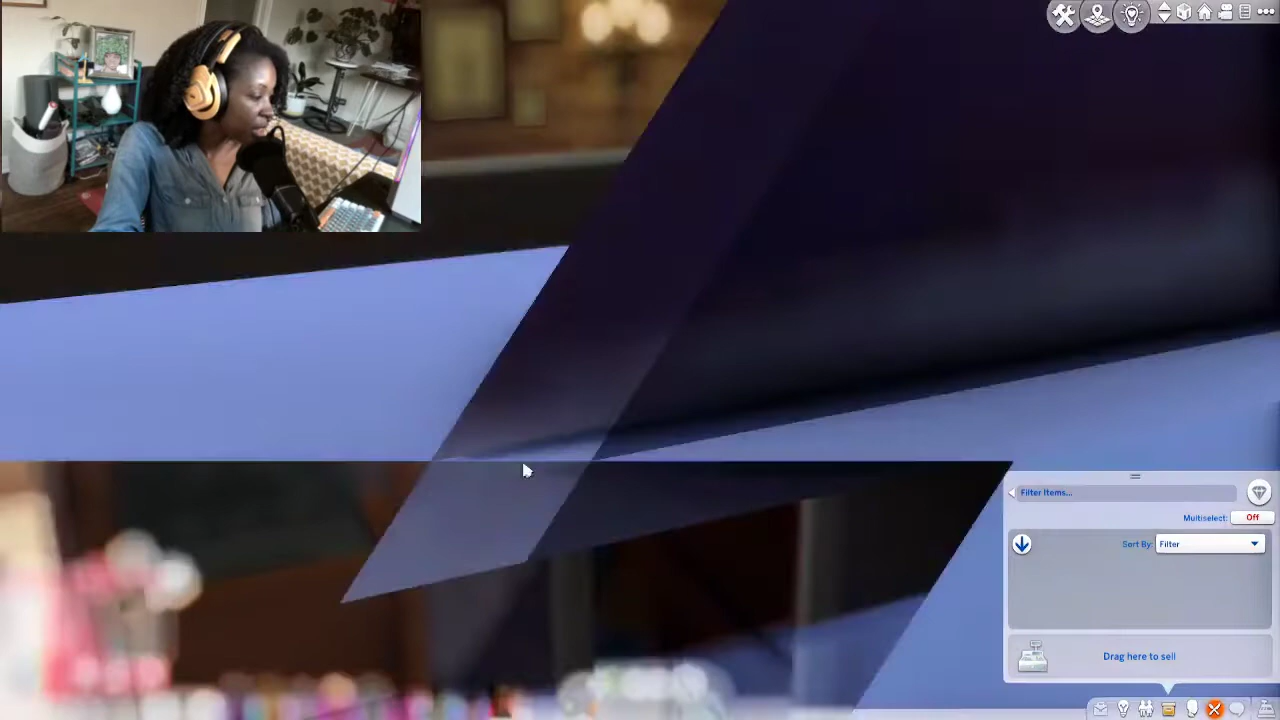 Filter Items...
Multiselect: Off
Sort By: Filter
Drag here to sell